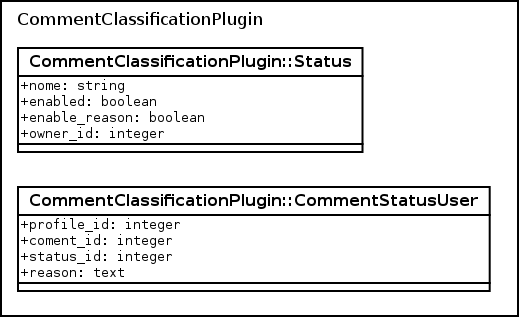 CommentClassificationPlugin
CommentClassificationPlugin::Status
+nome: string
+enabled: boolean
+enable_reason: boolean
+owner_id: integer
CommentClassificationPlugin::CommentStatusUser
+profile_id: integer
+coment_id: integer
+status_id: integer
+reason: text